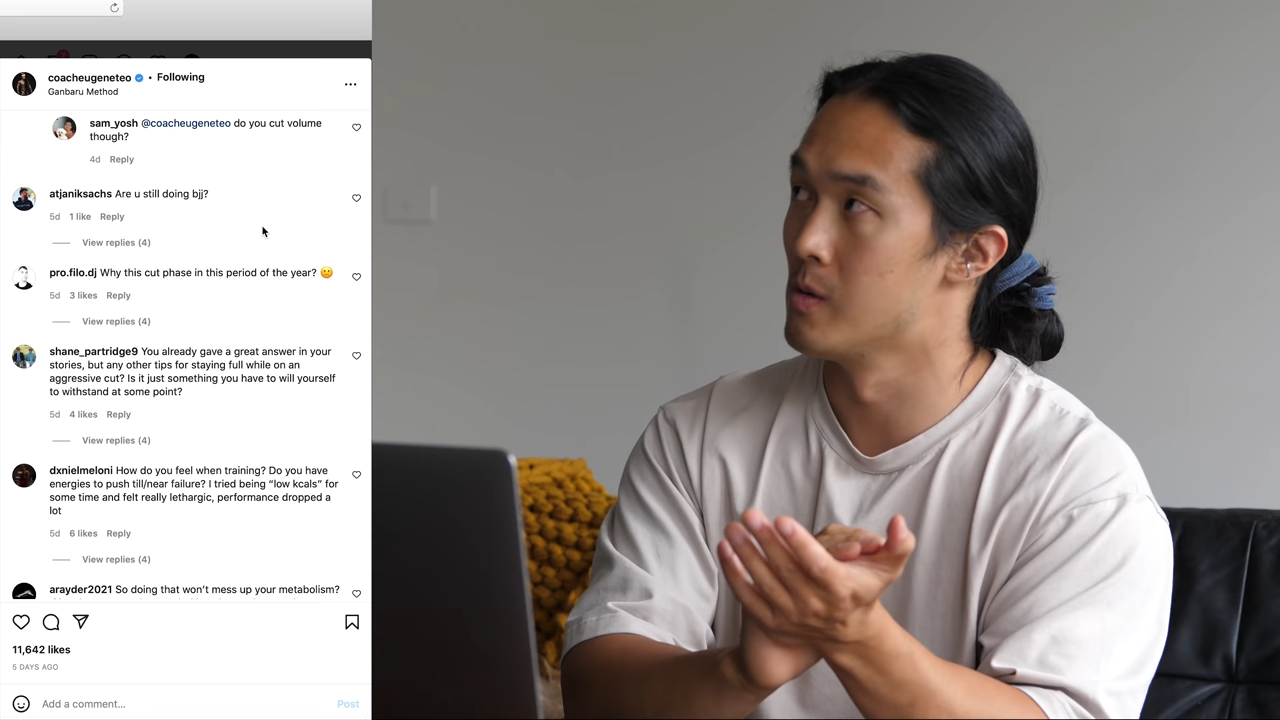 coacheugeneteo • Following
Ganbaru Method
sam_yosh @coacheugeneteo do you cut volume
though?
4d Reply
atjaniksachs Are u still doing bjj?
5d 1 like Reply
View replies (4)
pro.filo.dj Why this cut phase in this period of the year? 😕
5d 3 likes Reply
View replies (4)
shane_partridge9 You already gave a great answer in your
stories, but any other tips for staying full while on an
aggressive cut? Is it just something you have to will yourself
to withstand at some point?
5d 4 likes Reply
View replies (4)
dxnielmeloni How do you feel when training? Do you have
energies to push till/near failure? I tried being “low kcals” for
some time and felt really lethargic, performance dropped a
lot
5d 6 likes Reply
View replies (4)
arayder2021 So doing that won’t mess up your metabolism?
11,642 likes
5 DAYS AGO
Add a comment… Post